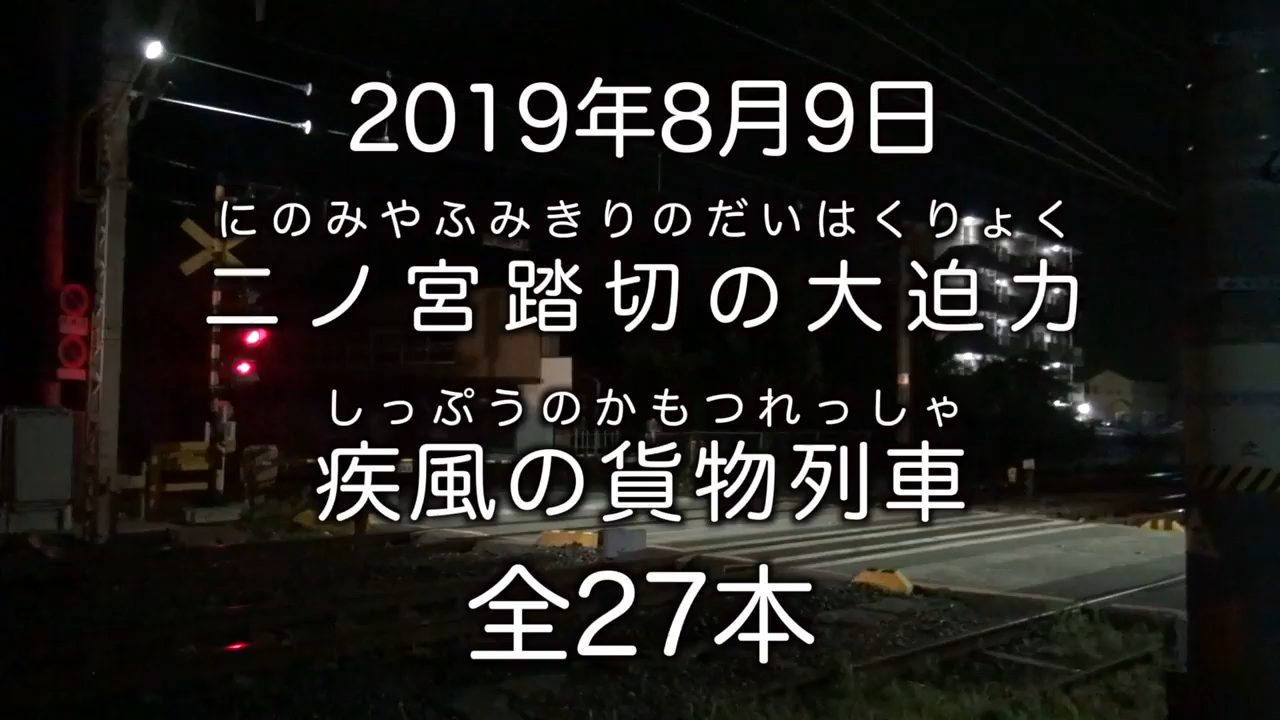 2019年8月9日
にのみやふみきりのだいはくりょく
二ノ宮踏切の大迫力
しっぷうのかもつれっしゃ
疾風の貨物列車
全27本